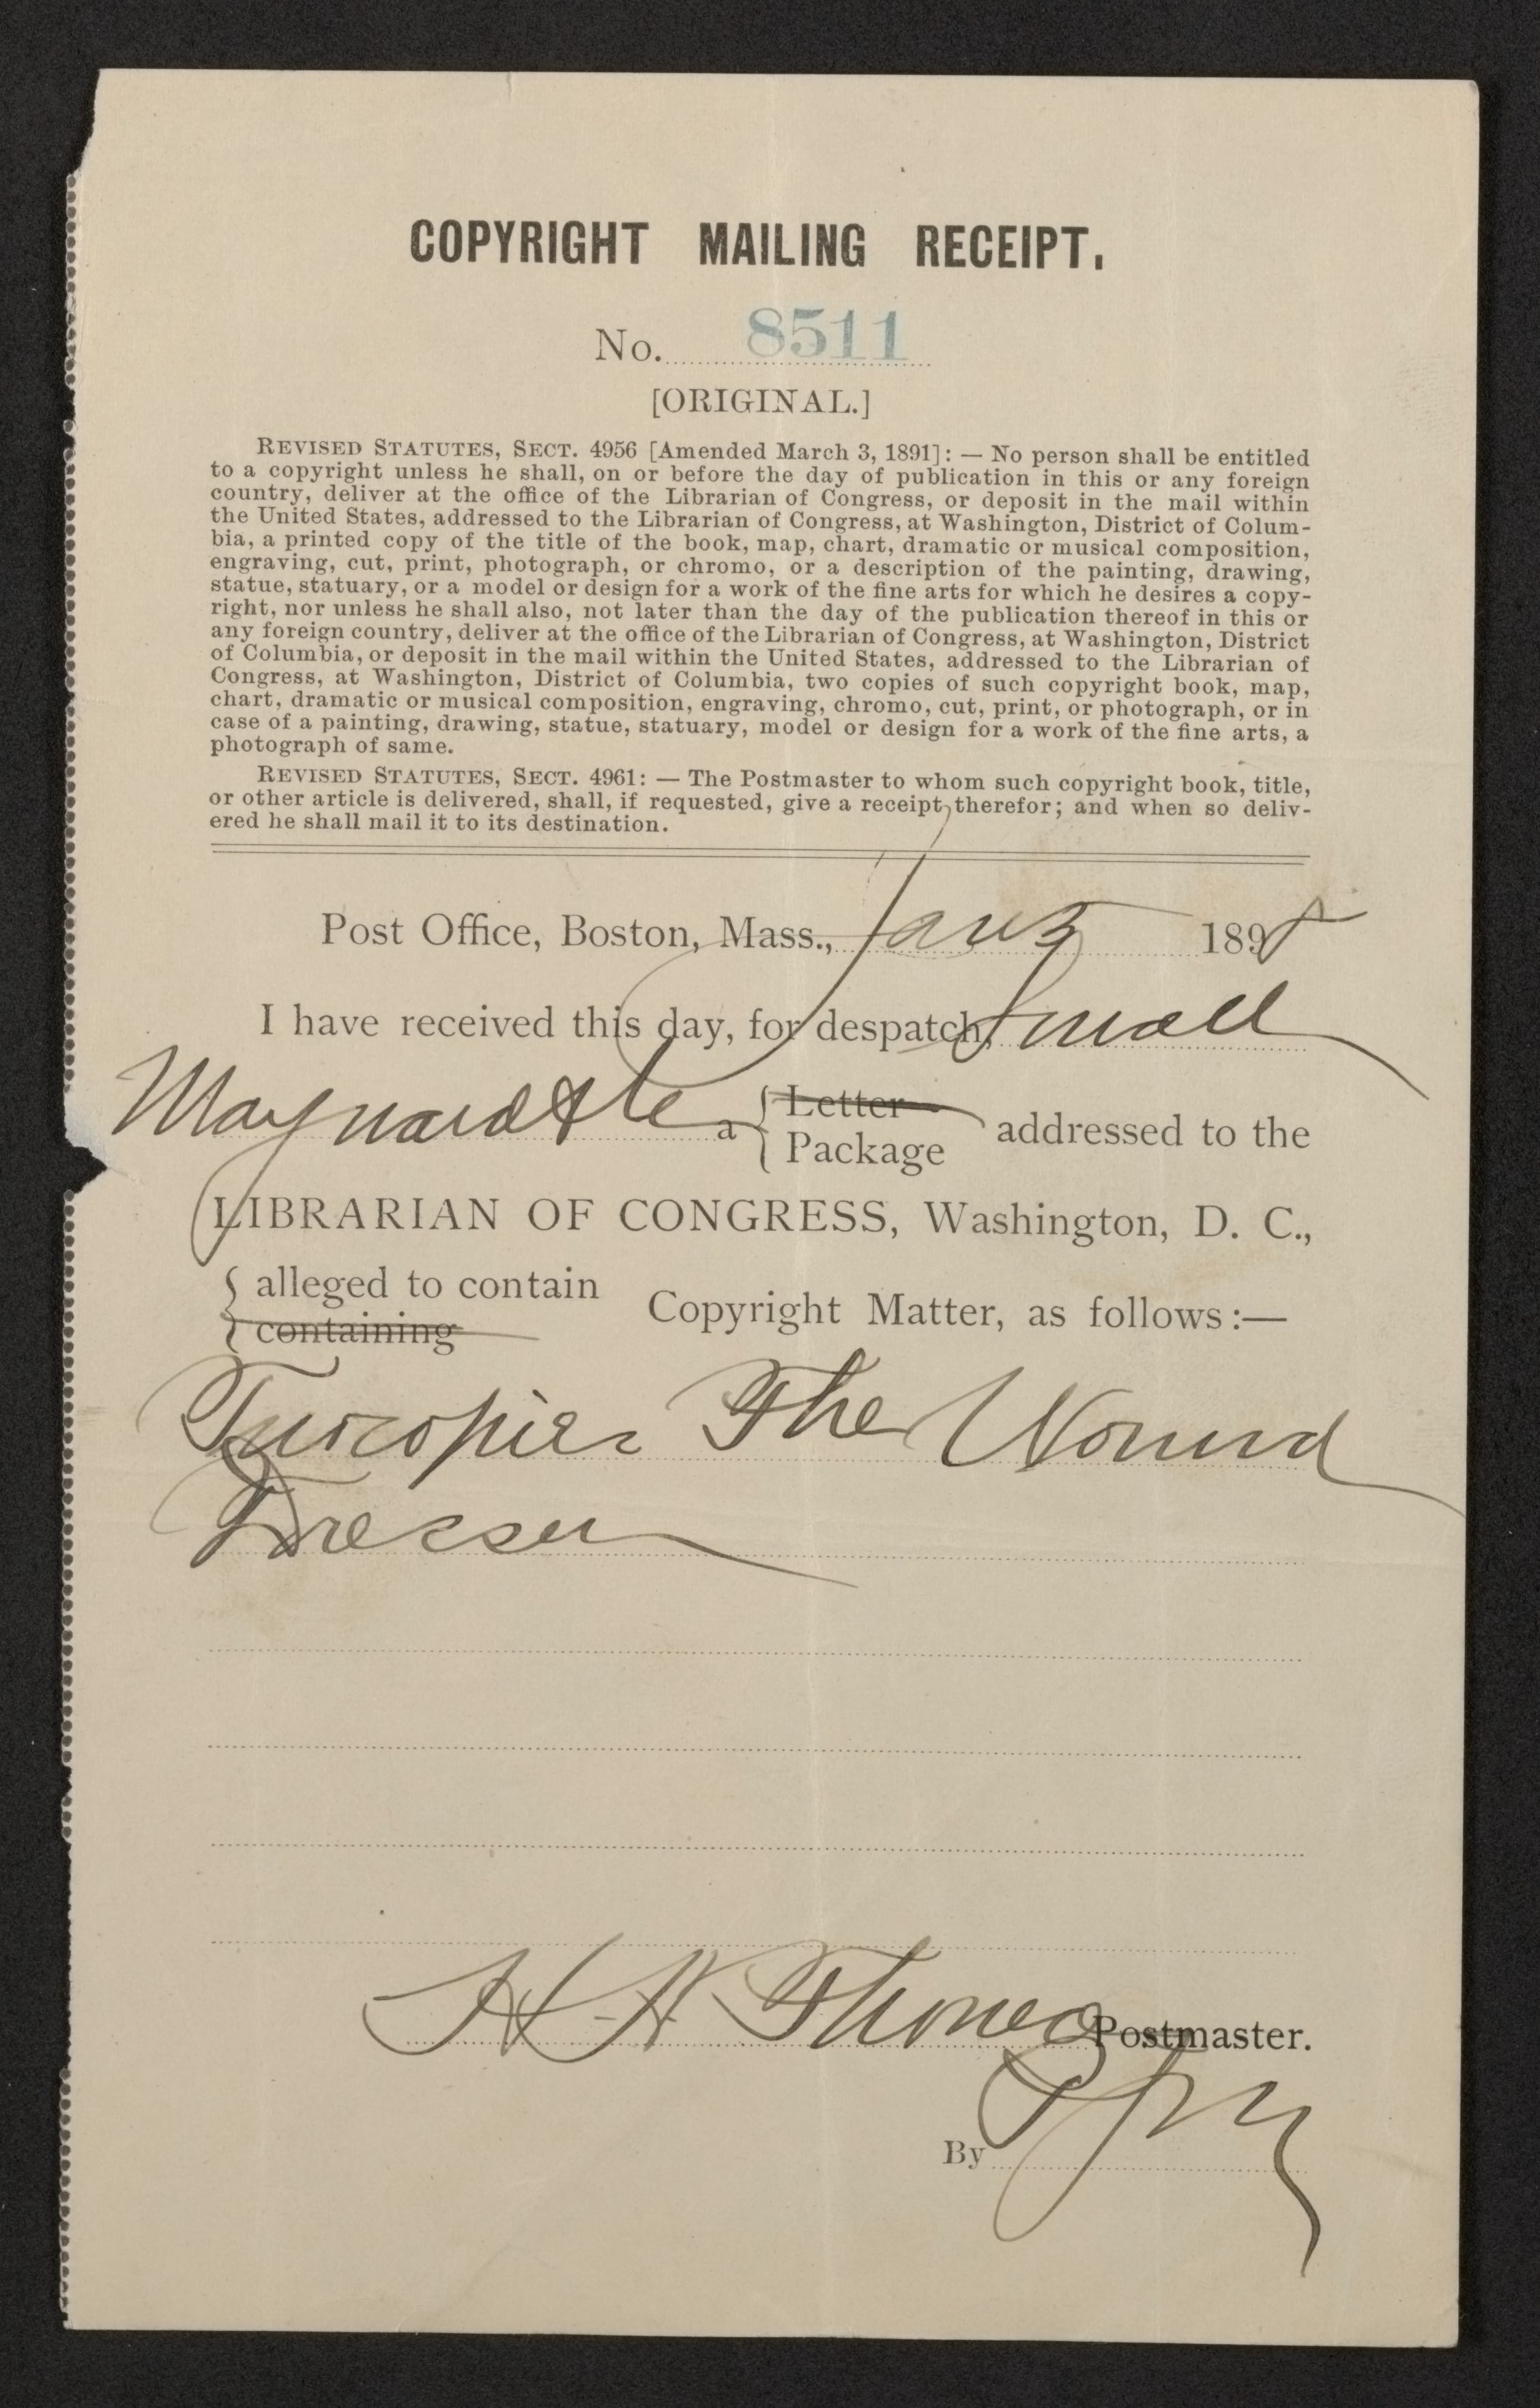 COPYRIGHT MAILING RECEIPT.
No. 8511
[ORIGINAL.]
REVISED STATUTES, SECT. 4956 [Amended March 3, 1891]: — No person shall be entitled
to a copyright unless he shall, on or before the day of publication in this or any foreign
country, deliver at the office of the Librarian of Congress, or deposit in the mail within
the United States, addressed to the Librarian of Congress, at Washington, District of Colum-
bia, a printed copy of the title of the book, map, chart, dramatic or musical composition,
engraving, cut, print, photograph, or chromo, or a description of the painting, drawing,
statue, statuary, or a model or design for a work of the fine arts for which he desires a copy-
right, nor unless he shall also, not later than the day of the publication thereof in this or
any foreign country, deliver at the office of the Librarian of Congress, at Washington, District
of Columbia, or deposit in the mail within the United States, addressed to the Librarian of
Congress, at Washington, District of Columbia, two copies of such copyright book, map,
chart, dramatic or musical composition, engraving, chromo, cut, print, or photograph, or in
case of a painting, drawing, statue, statuary, model or design for a work of the fine arts, a
photograph of same.
REVISED STATUTES, SECT. 4961: — The Postmaster to whom such copyright book, title,
or other article is delivered, shall, if requested, give a receipt therefor; and when so deliv-
ered he shall mail it to its destination.
Post Office, Boston, Mass., Jan 3 1898
I have received this day, for despatch, Small
Maynard & Co a { Letter
Package addressed to the
LIBRARIAN OF CONGRESS, Washington, D. C.,
{ alleged to contain
containing Copyright Matter, as follows:—
Two copies The Wound
Dresser
H A Thomas Postmaster.
By